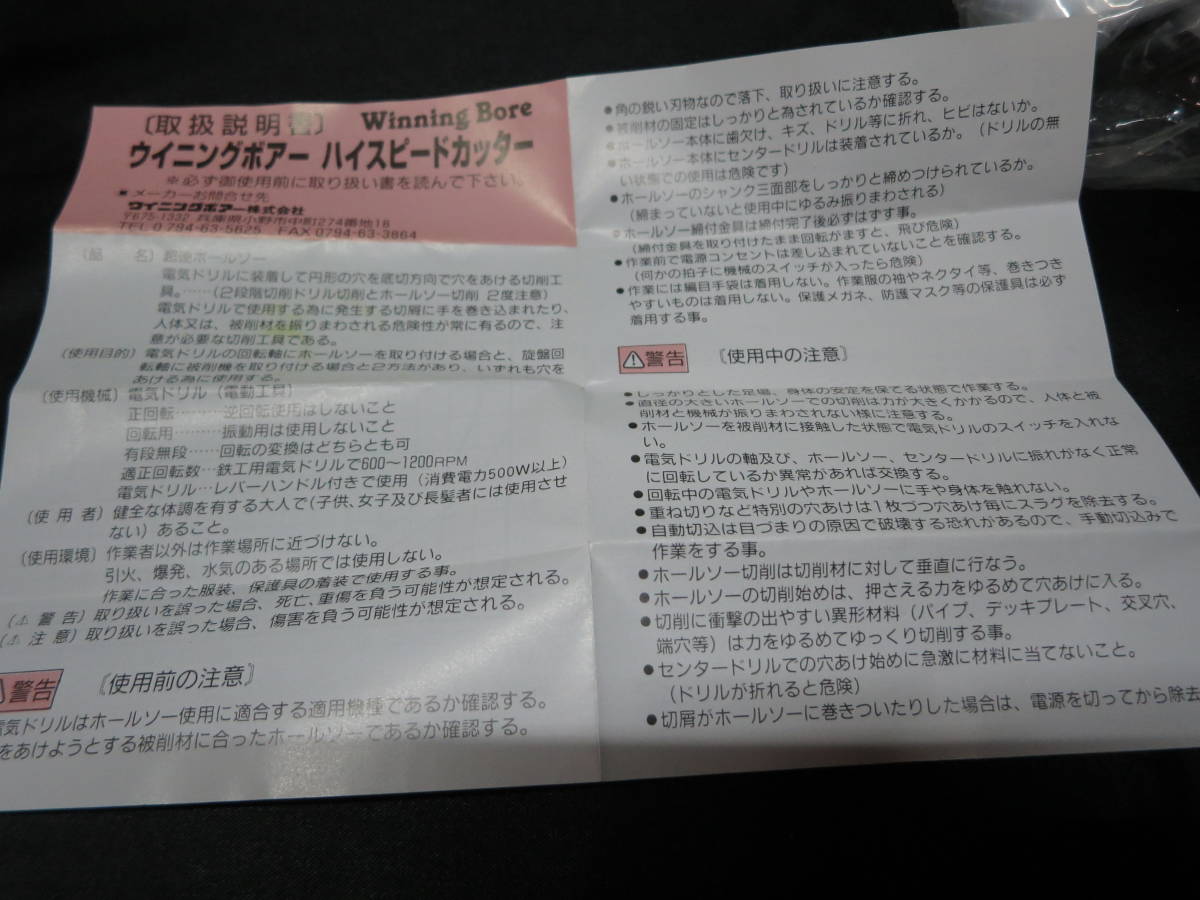 〔取扱説明書〕 Winning Bore
ウイニングボアー ハイスピードカッター
※必ず御使用前に取り扱い書を読んで下さい。
■メーカーお問合せ先
ウイニングボアー株式会社
〒675-1332 兵庫県小野市中町1274番地18
TEL 0794-63-5625 FAX 0794-63-3864
(品 名) 超速ホールソー
電気ドリルに装着して円形の穴を底切方向で穴をあける切削工
具。……(2段階切削ドリル切削とホールソー切削 2度注意)
電気ドリルで使用する為に発生する切屑に手を巻き込まれたり、
人体又は、被削材を振りまわされる危険性が常に有るので、注
意が必要な切削工具である。
(使用目的) 電気ドリルの回転軸にホールソーを取り付ける場合と、旋盤回
転軸に被削機を取り付ける場合と2方法があり、いずれも穴を
あける為に使用する。
(使用機械) 電気ドリル(電動工具)
正回転………逆回転使用はしないこと
回転用………振動用は使用しないこと
有段無段……回転の変換はどちらとも可
適正回転数…鉄工用電気ドリルで600〜1200RPM
電気ドリル…レバーハンドル付きで使用(消費電力500W以上)
(使 用 者) 健全な体調を有する大人で(子供、女子及び長髪者には使用させ
ない)あること。
(使用環境) 作業者以外は作業場所に近づけない。
引火、爆発、水気のある場所では使用しない。
作業に合った服装、保護具の着装で使用する事。
(⚠ 警 告) 取り扱いを誤った場合、死亡、重傷を負う可能性が想定される。
(⚠ 注 意) 取り扱いを誤った場合、傷害を負う可能性が想定される。
⚠警告 〘使用前の注意〙
電気ドリルはホールソー使用に適合する適用機種であるか確認する。
をあけようとする被削材に合ったホールソーであるか確認する。
●角の鋭い刃物なので落下、取り扱いに注意する。
●被削材の固定はしっかりと為されているか確認する。
●ホールソー本体に歯欠け、キズ、ドリル等に折れ、ヒビはないか。
●ホールソー本体にセンタードリルは装着されているか。(ドリルの無
い状態での使用は危険です)
●ホールソーのシャンク三面部をしっかりと締めつけられているか。
(締まっていないと使用中にゆるみ振りまわされる)
●ホールソー締付金具は締付完了後必ずはずす事。
(締付金具を取り付けたまま回転がますと、飛び危険)
●作業前で電源コンセントは差し込まれていないことを確認する。
(何かの拍子に機械のスイッチが入ったら危険)
●作業には編目手袋は着用しない。作業服の袖やネクタイ等、巻きつき
やすいものは着用しない。保護メガネ、防護マスク等の保護具は必ず
着用する事。
⚠警告 〘使用中の注意〙
●しっかりとした足場、身体の安定を保てる状態で作業する。
●直径の大きいホールソーでの切削は力が大きくかかるので、人体と被
削材と機械が振りまわされない様に注意する。
●ホールソーを被削材に接触した状態で電気ドリルのスイッチを入れな
い。
●電気ドリルの軸及び、ホールソー、センタードリルに振れがなく正常
に回転しているか異常があれば交換する。
●回転中の電気ドリルやホールソーに手や身体を触れない。
●重ね切りなど特別の穴あけは1枚づつ穴あけ毎にスラグを除去する。
●自動切込は目づまりの原因で破壊する恐れがあるので、手動切込みで
作業をする事。
●ホールソー切削は切削材に対して垂直に行なう。
●ホールソーの切削始めは、押さえる力をゆるめて穴あけに入る。
●切削に衝撃の出やすい異形材料(パイプ、デッキプレート、交叉穴、
端穴等)は力をゆるめてゆっくり切削する事。
●センタードリルでの穴あけ始めに急激に材料に当てないこと。
(ドリルが折れると危険)
●切屑がホールソーに巻きついたりした場合は、電源を切ってから除去